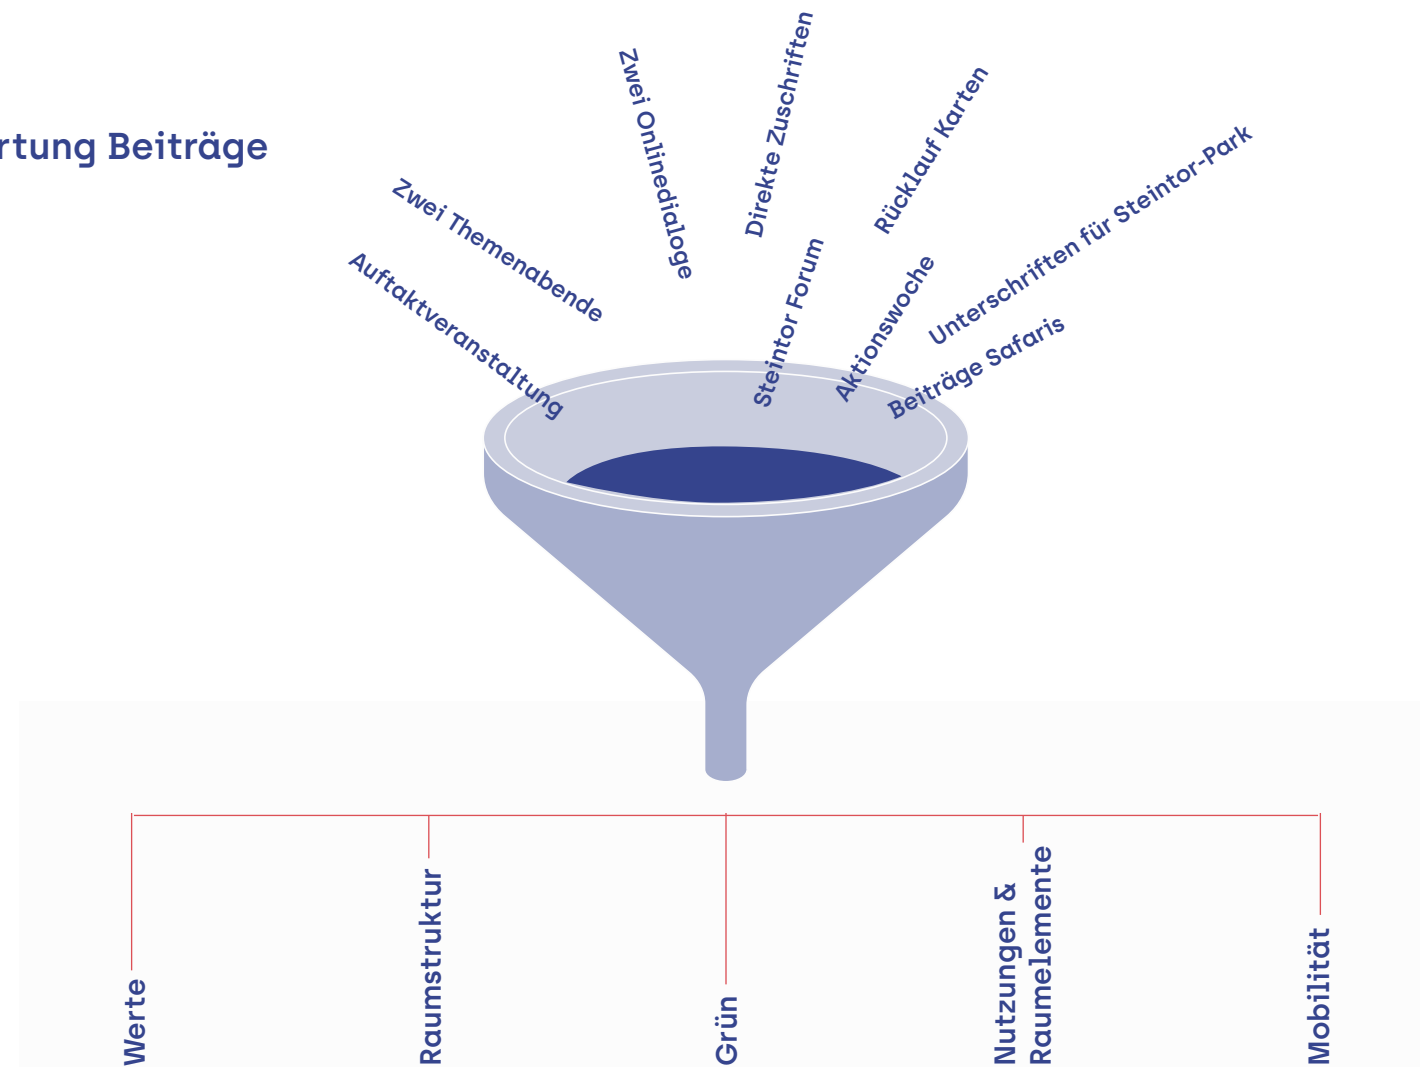 rtung Beiträge
Auftaktveranstaltung
Zwei Themenabende
Zwei Onlinedialoge
Direkte Zuschriften
Steintor Forum
Rücklauf Karten
Aktionswoche
Unterschriften für Steintor-Park
Beiträge Safaris
Werte
Raumstruktur
Grün
Nutzungen &
Raumelemente
Mobilität